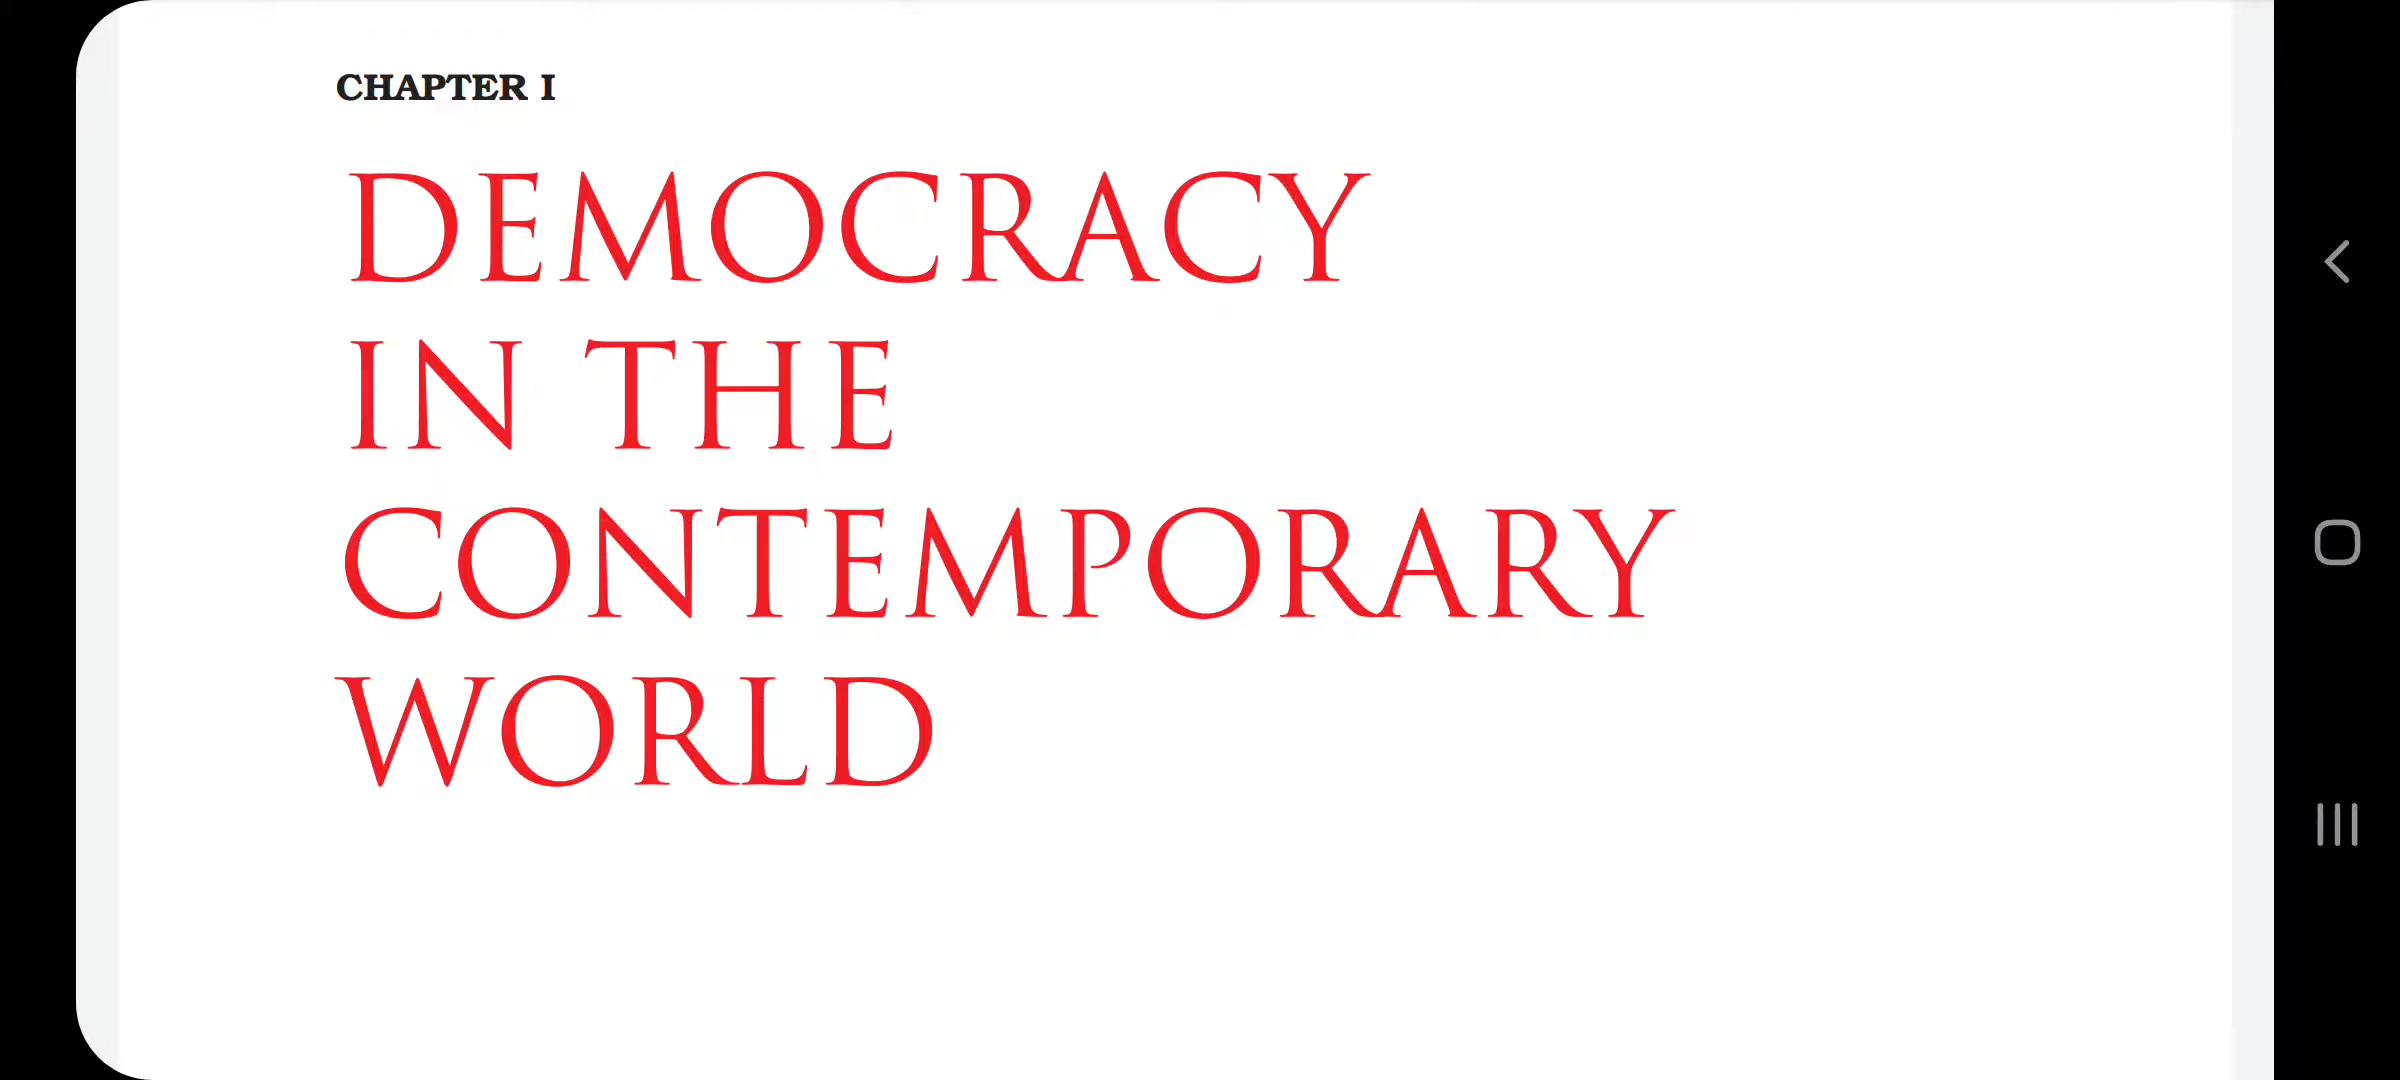 CHAPTER I
DEMOCRACY
IN THE
CONTEMPORARY
WORLD